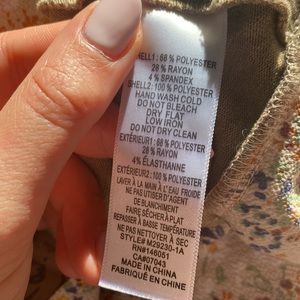 SHELL1: 68 % POLYESTER
28 % RAYON
4% SPANDEX
SHELL2: 100 % POLYESTER
HAND WASH COLD
DO NOT BLEACH
DRY FLAT
LOW IRON
DO NOT DRY CLEAN
EXTÉRIEUR1 :68 % POLYESTER
28 % RAYON
4% ÉLASTHANNE
EXTÉRIEUR2 : 100 % POLYESTER
LAVER À LA MAIN À L'EAU FROIDE
NE PAS UTILISER D'AGENT
DE BLANCHIMENT
FAIRE SÉCHER À PLAT
REPASSER À BASSE TEMPÉRATURE
NE PAS NETTOYER À SEC
STYLE# M29230-1A
RN#146051
CA#07043
MADE IN CHINA
FABRIQUÉ EN CHINE